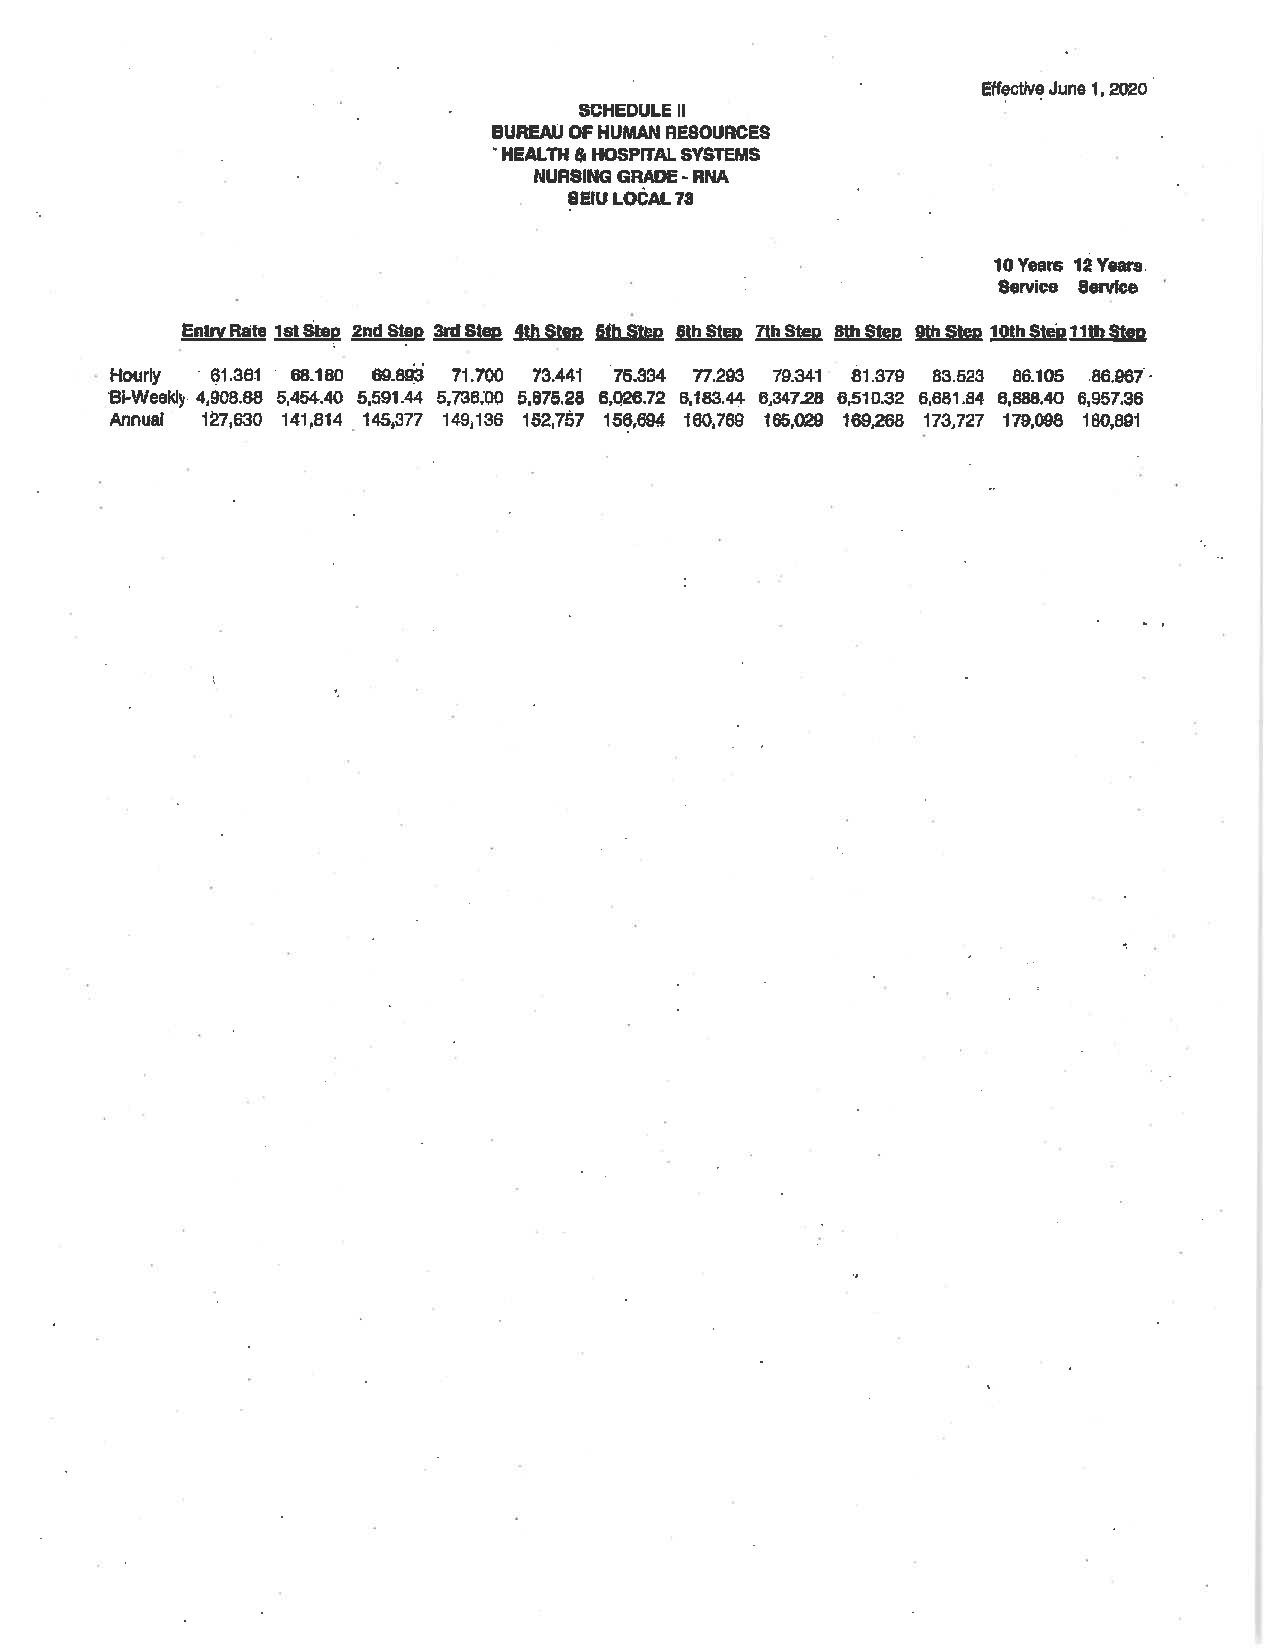 Effective June 1, 2020
SCHEDULE II
BUREAU OF HUMAN RESOURCES
HEALTH & HOSPITAL SYSTEMS
NURSING GRADE - RNA
SEIU LOCAL 73
10 Years 12 Years
Service Service
Entry Rate 1st Step 2nd Step 3rd Step 4th Step 5th Step 6th Step 7th Step 8th Step 9th Step 10th Step 11th Step
Hourly 61.361 68.180 69.893 71.700 73.441 75.334 77.293 79.341 81.379 83.523 86.105 86.967
Bi-Weekly 4,908.88 5,454.40 5,591.44 5,736.00 5,875.28 6,026.72 6,183.44 6,347.28 6,510.32 6,681.84 6,888.40 6,957.36
Annual 127,630 141,814 145,377 149,136 152,757 156,694 160,769 165,029 169,268 173,727 179,098 180,891